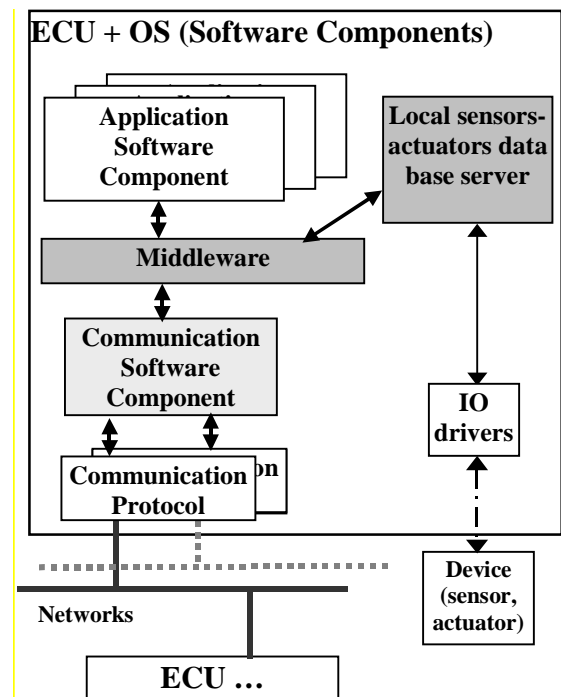 ECU + OS (Software Components)
Application
Software
Component
Local sensors-
actuators data
base server
Middleware
Communication
Software
Component
IO
drivers
on
Communication
Protocol
Device
(sensor,
actuator)
Networks
ECU …